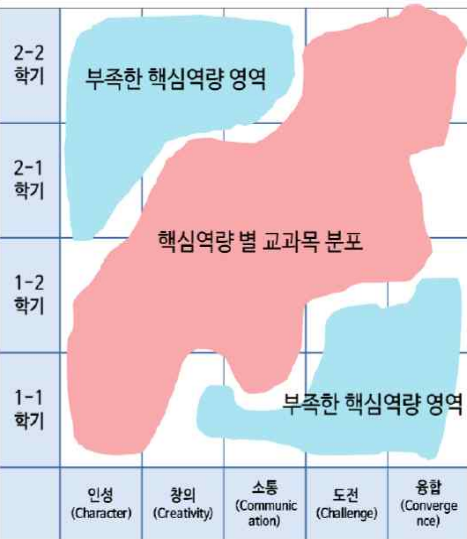 2-2
학기
부족한 핵심역량 영역
2-1
학기
핵심역량 별 교과목 분포
1-2
학기
1-1
학기
부족한 핵심역량 영역
인성
(Character)
창의
(Creativity)
소통
(Communic
ation)
도전
(Challenge)
융합
(Converge
nce)